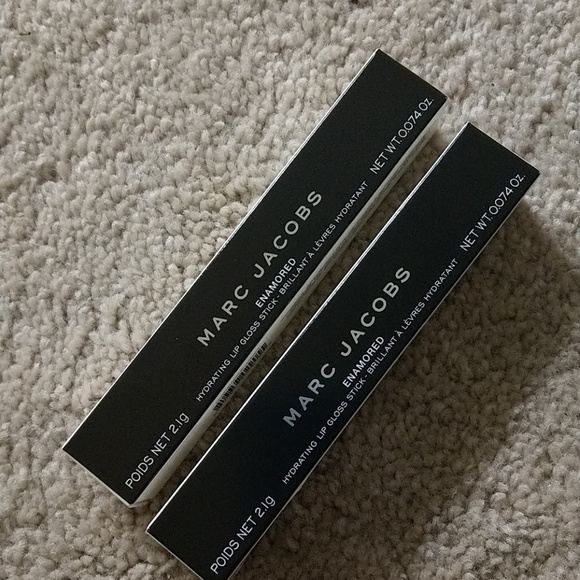 MARC JACOBS
ENAMORED
HYDRATING LIP GLOSS STICK - BRILLANT À LÈVRES HYDRATANT
POIDS NET 2.1g
NET WT. 0.074 Oz.
MARC JACOBS
ENAMORED
HYDRATING LIP GLOSS STICK - BRILLANT À LÈVRES HYDRATANT
POIDS NET 2.1g
NET WT. 0.074 Oz.